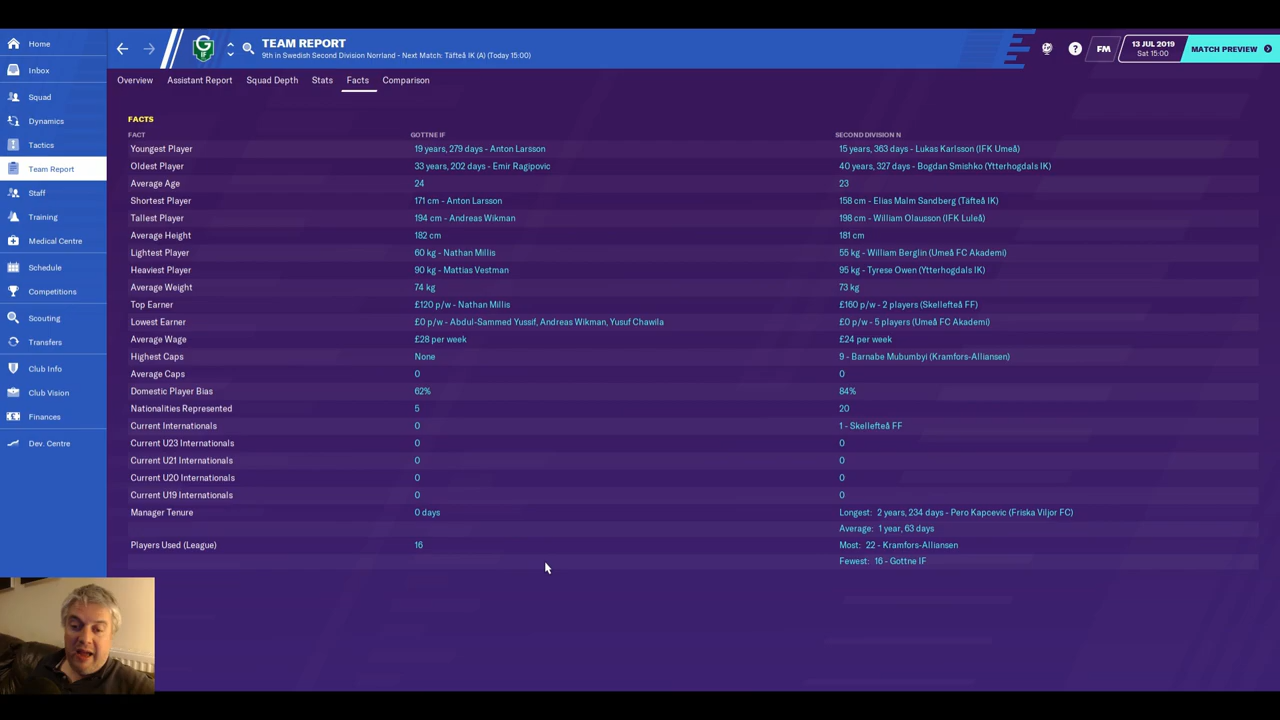 Home
Inbox
Squad
Dynamics
Tactics
Team Report
Staff
Training
Medical Centre
Schedule
Competitions
Scouting
Transfers
Club Info
Club Vision
Finances
Dev. Centre
G IF
TEAM REPORT
9th in Swedish Second Division Norrland - Next Match: Täfteå IK (A) (Today 15:00)
?
FM
13 JUL 2019
Sat 15:00
MATCH PREVIEW
Overview Assistant Report Squad Depth Stats Facts Comparison
FACTS
FACT GOTTNE IF SECOND DIVISION N
Youngest Player 19 years, 279 days - Anton Larsson 15 years, 363 days - Lukas Karlsson (IFK Umeå)
Oldest Player 33 years, 202 days - Emir Ragipovic 40 years, 327 days - Bogdan Smishko (Ytterhogdals IK)
Average Age 24 23
Shortest Player 171 cm - Anton Larsson 158 cm - Elias Malm Sandberg (Täfteå IK)
Tallest Player 194 cm - Andreas Wikman 198 cm - William Olausson (IFK Luleå)
Average Height 182 cm 181 cm
Lightest Player 60 kg - Nathan Millis 55 kg - William Berglin (Umeå FC Akademi)
Heaviest Player 90 kg - Mattias Vestman 95 kg - Tyrese Owen (Ytterhogdals IK)
Average Weight 74 kg 73 kg
Top Earner £120 p/w - Nathan Millis £160 p/w - 2 players (Skellefteå FF)
Lowest Earner £0 p/w - Abdul-Sammed Yussif, Andreas Wikman, Yusuf Chawila £0 p/w - 5 players (Umeå FC Akademi)
Average Wage £28 per week £24 per week
Highest Caps None 9 - Barnabe Mubumbyi (Kramfors-Alliansen)
Average Caps 0 0
Domestic Player Bias 62% 84%
Nationalities Represented 5 20
Current Internationals 0 1 - Skellefteå FF
Current U23 Internationals 0 0
Current U21 Internationals 0 0
Current U20 Internationals 0 0
Current U19 Internationals 0 0
Manager Tenure 0 days Longest: 2 years, 234 days - Pero Kapcevic (Friska Viljor FC)
Average: 1 year, 63 days
Players Used (League) 16 Most: 22 - Kramfors-Alliansen
Fewest: 16 - Gottne IF